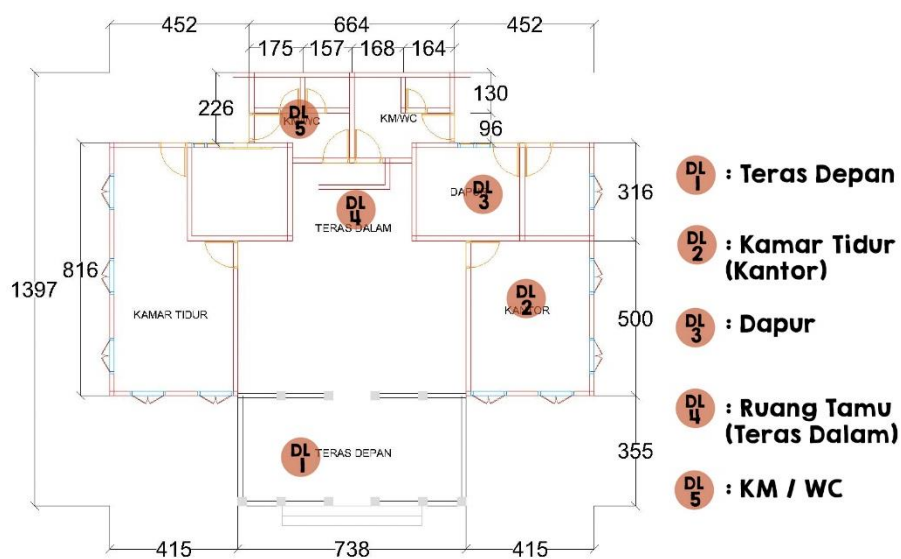 452
664
452
175
157
168
164
226
130
96
DL
5
KM/WC
KM/WC
316
DL
3
DAPUR
DL
4
TERAS DALAM
816
1397
KAMAR TIDUR
DL
2
KANTOR
500
DL
1
TERAS DEPAN
355
415
738
415
DL
1
: Teras Depan
DL
2
: Kamar Tidur
(Kantor)
DL
3
: Dapur
DL
4
: Ruang Tamu
(Teras Dalam)
DL
5
: KM / WC